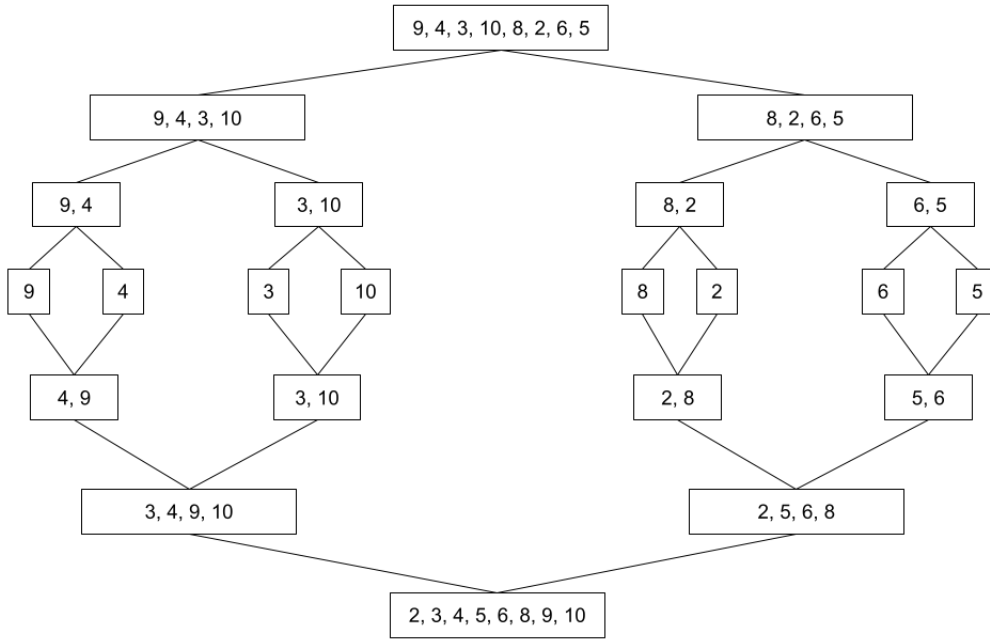 9, 4, 3, 10, 8, 2, 6, 5
9, 4, 3, 10
8, 2, 6, 5
9, 4
3, 10
8, 2
6, 5
9
4
3
10
8
2
6
5
4, 9
3, 10
2, 8
5, 6
3, 4, 9, 10
2, 5, 6, 8
2, 3, 4, 5, 6, 8, 9, 10